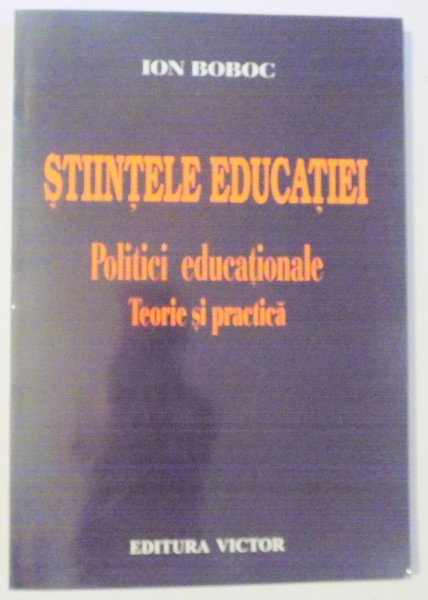 ION BOBOC
ȘTIINȚELE EDUCAȚIEI
Politici educaționale
Teorie și practică
EDITURA VICTOR